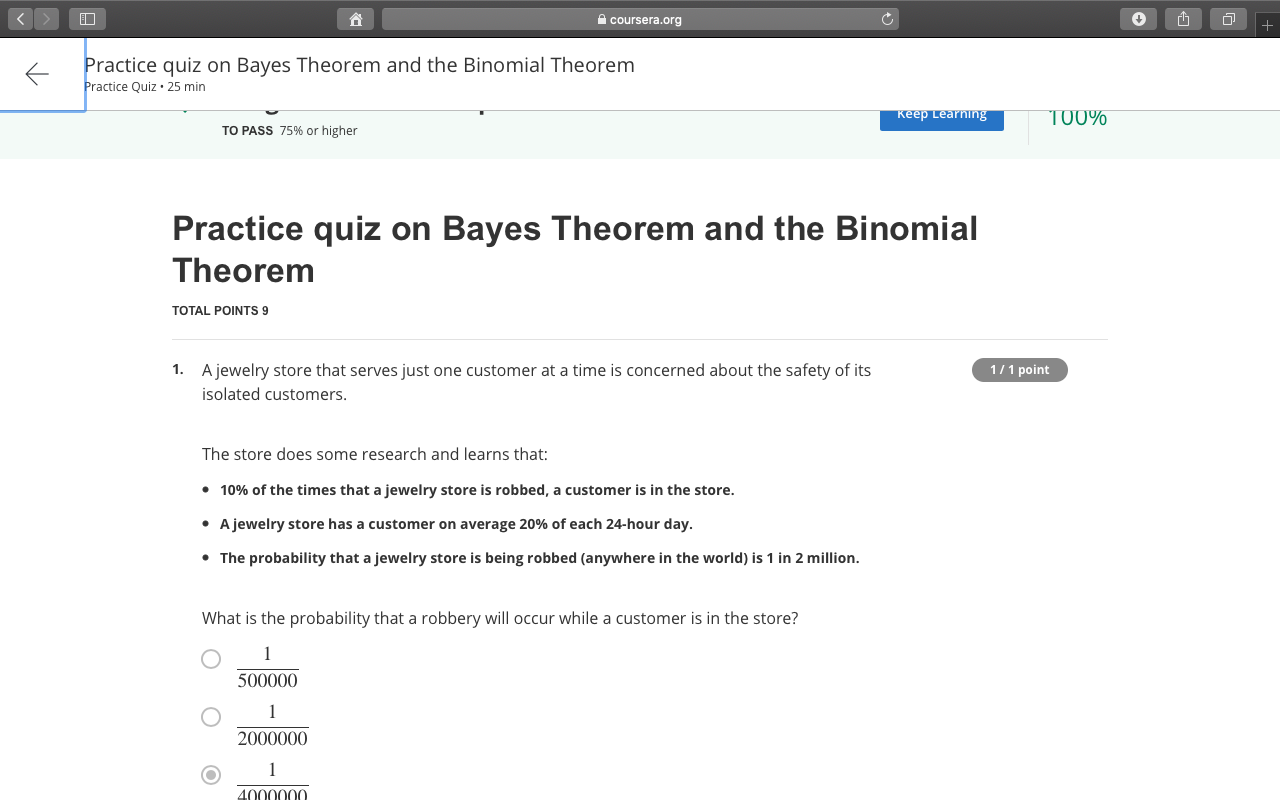 coursera.org
Practice quiz on Bayes Theorem and the Binomial Theorem
Practice Quiz • 25 min
TO PASS 75% or higher
Keep Learning
100%
Practice quiz on Bayes Theorem and the Binomial
Theorem
TOTAL POINTS 9
1. A jewelry store that serves just one customer at a time is concerned about the safety of its
isolated customers.
1 / 1 point
The store does some research and learns that:
• 10% of the times that a jewelry store is robbed, a customer is in the store.
• A jewelry store has a customer on average 20% of each 24-hour day.
• The probability that a jewelry store is being robbed (anywhere in the world) is 1 in 2 million.
What is the probability that a robbery will occur while a customer is in the store?
1
500000
1
2000000
1
4000000